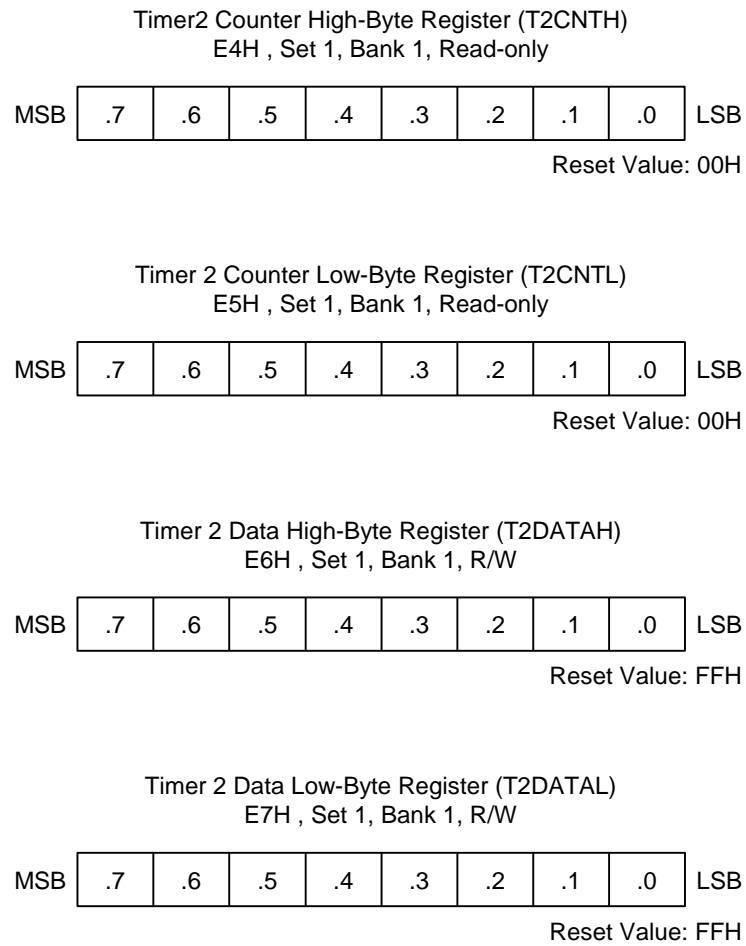 Timer2 Counter High-Byte Register (T2CNTH)
E4H , Set 1, Bank 1, Read-only
MSB .7 .6 .5 .4 .3 .2 .1 .0 LSB
Reset Value: 00H
Timer 2 Counter Low-Byte Register (T2CNTL)
E5H , Set 1, Bank 1, Read-only
MSB .7 .6 .5 .4 .3 .2 .1 .0 LSB
Reset Value: 00H
Timer 2 Data High-Byte Register (T2DATAH)
E6H , Set 1, Bank 1, R/W
MSB .7 .6 .5 .4 .3 .2 .1 .0 LSB
Reset Value: FFH
Timer 2 Data Low-Byte Register (T2DATAL)
E7H , Set 1, Bank 1, R/W
MSB .7 .6 .5 .4 .3 .2 .1 .0 LSB
Reset Value: FFH